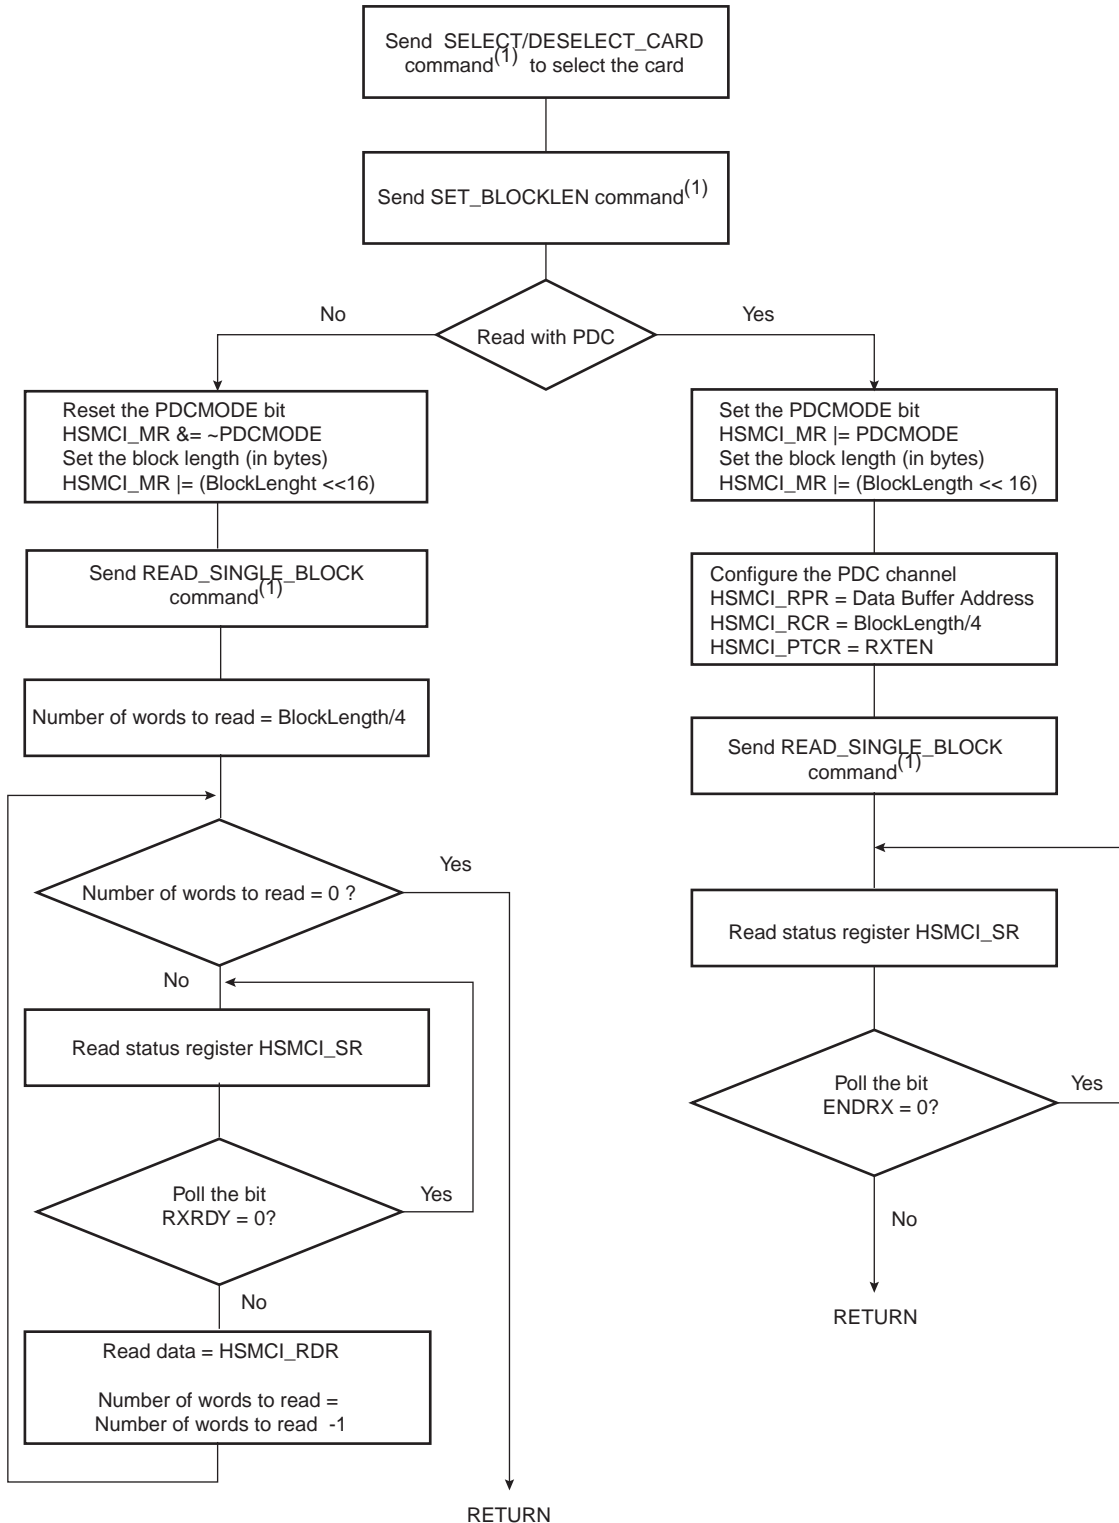 Send SELECT/DESELECT_CARD
command(1) to select the card
Send SET_BLOCKLEN command(1)
Read with PDC
No
Yes
Reset the PDCMODE bit
HSMCI_MR &= ~PDCMODE
Set the block length (in bytes)
HSMCI_MR |= (BlockLenght <<16)
Send READ_SINGLE_BLOCK
command(1)
Number of words to read = BlockLength/4
Number of words to read = 0 ?
Yes
No
Read status register HSMCI_SR
Poll the bit
RXRDY = 0?
Yes
No
Read data = HSMCI_RDR
Number of words to read =
Number of words to read -1
RETURN
Set the PDCMODE bit
HSMCI_MR |= PDCMODE
Set the block length (in bytes)
HSMCI_MR |= (BlockLength << 16)
Configure the PDC channel
HSMCI_RPR = Data Buffer Address
HSMCI_RCR = BlockLength/4
HSMCI_PTCR = RXTEN
Send READ_SINGLE_BLOCK
command(1)
Read status register HSMCI_SR
Poll the bit
ENDRX = 0?
Yes
No
RETURN